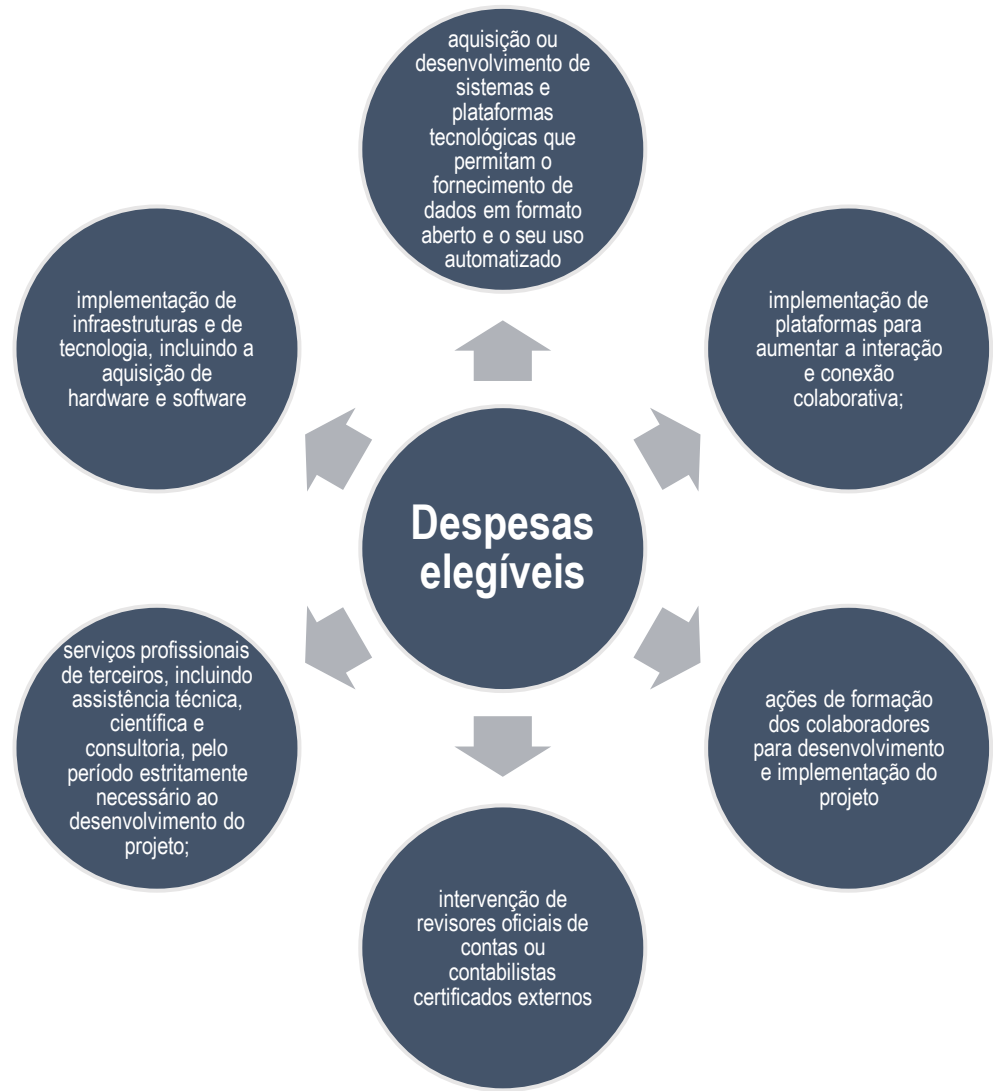 aquisição ou
desenvolvimento de
sistemas e
plataformas
tecnológicas que
permitam o
fornecimento de
dados em formato
aberto e o seu uso
automatizado
implementação de
plataformas para
aumentar a interação
e conexão
colaborativa;
ações de formação
dos colaboradores
para desenvolvimento
e implementação do
projeto
intervenção de
revisores oficiais de
contas ou
contabilistas
certificados externos
serviços profissionais
de terceiros, incluindo
assistência técnica,
científica e
consultoria, pelo
período estritamente
necessário ao
desenvolvimento do
projeto;
implementação de
infraestruturas e de
tecnologia, incluindo a
aquisição de
hardware e software
Despesas
elegíveis